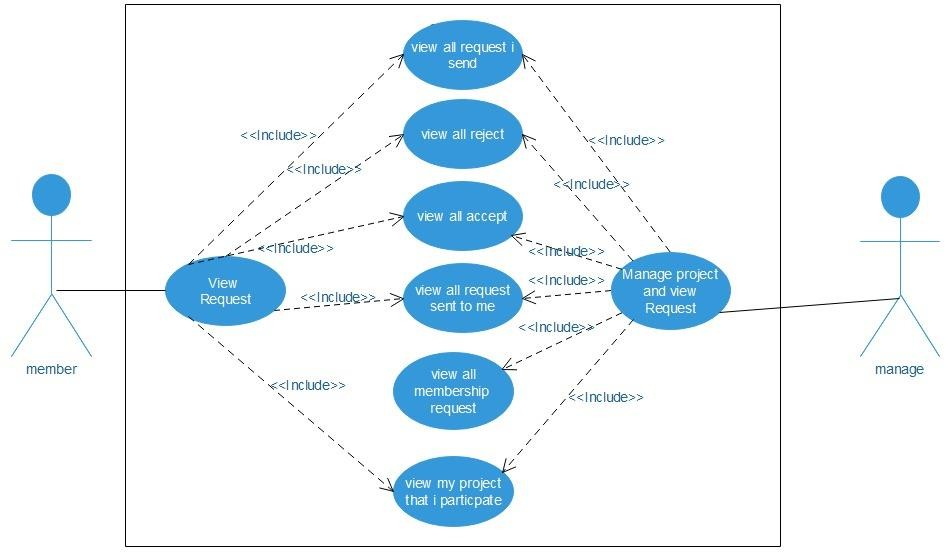 view all request i
send
<<Include>>
<<Include>>
view all reject
<<Include>>
<<Include>>
view all accept
<<Include>>
<<Include>>
View
Request
view all request
sent to me
<<Include>>
<<Include>>
Manage project
and view
Request
<<Include>>
member
manage
view all
membership
request
<<Include>>
<<Include>>
view my project
that i particpate